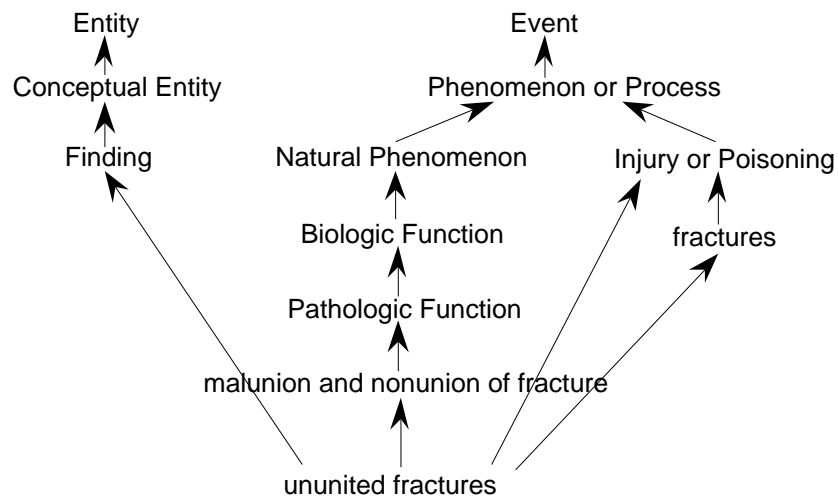 Entity
Event
Conceptual Entity
Phenomenon or Process
Finding
Natural Phenomenon
Injury or Poisoning
Biologic Function
fractures
Pathologic Function
malunion and nonunion of fracture
ununited fractures